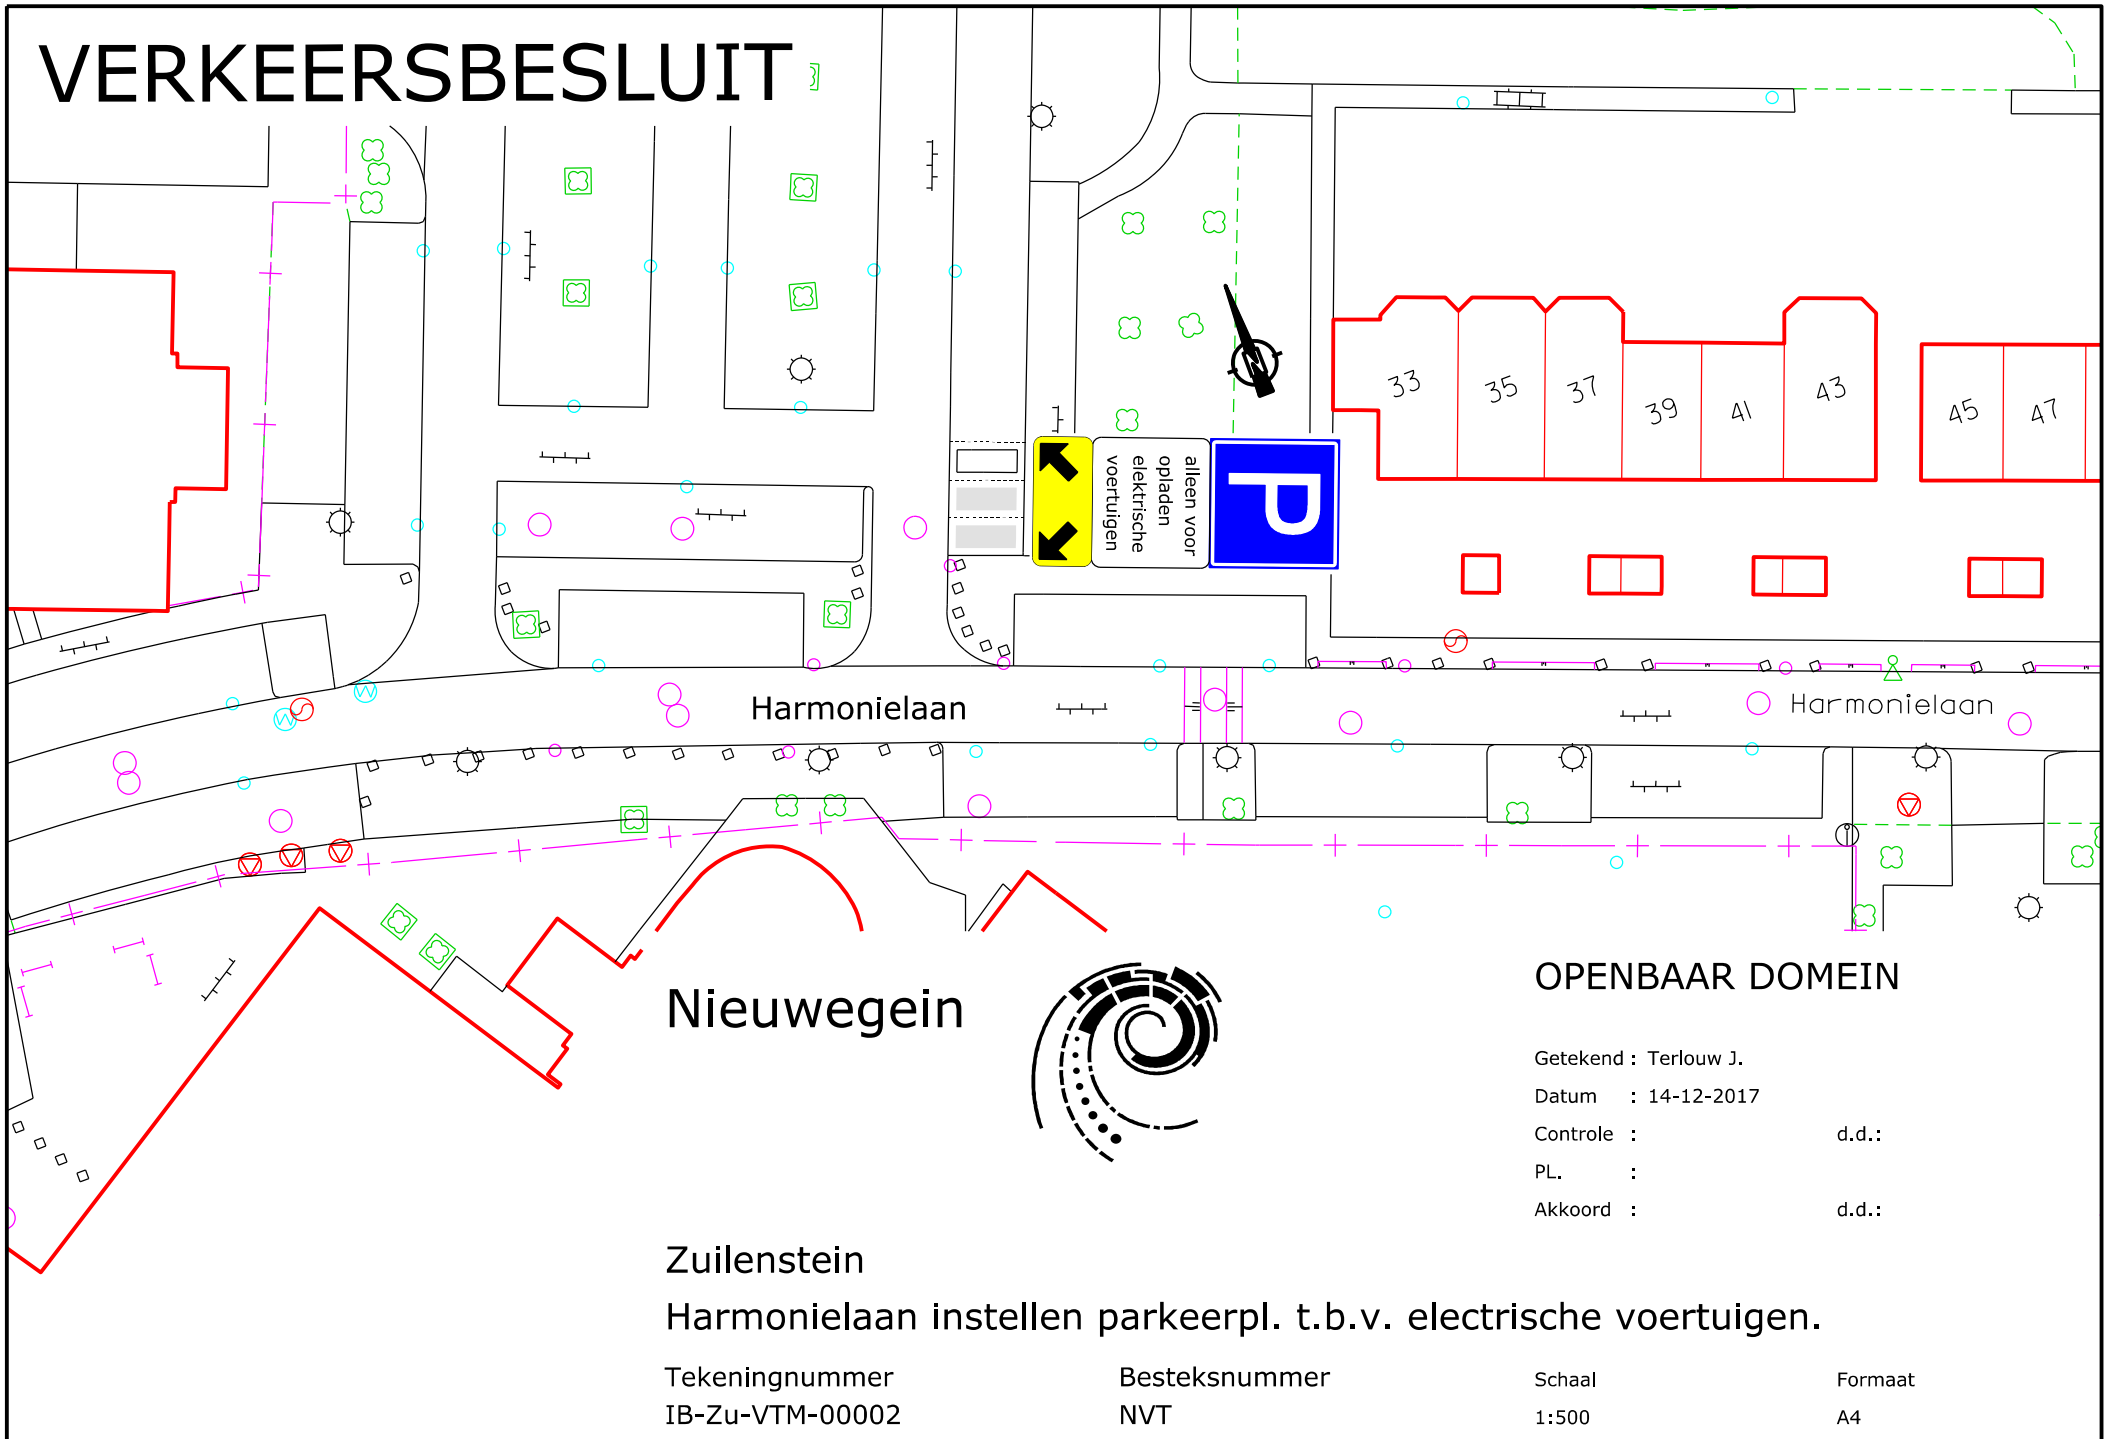 VERKEERSBESLUIT
33
35
37
39
41
43
45
47
P
alleen voor
opladen
elektrische
voertuigen
Harmonielaan
Harmonielaan
Nieuwegein
OPENBAAR DOMEIN
Getekend : Terlouw J.
Datum : 14-12-2017
Controle : d.d.:
PL. :
Akkoord : d.d.:
Zuilenstein
Harmonielaan instellen parkeerpl. t.b.v. electrische voertuigen.
Tekeningnummer Besteksnummer Schaal Formaat
IB-Zu-VTM-00002 NVT 1:500 A4